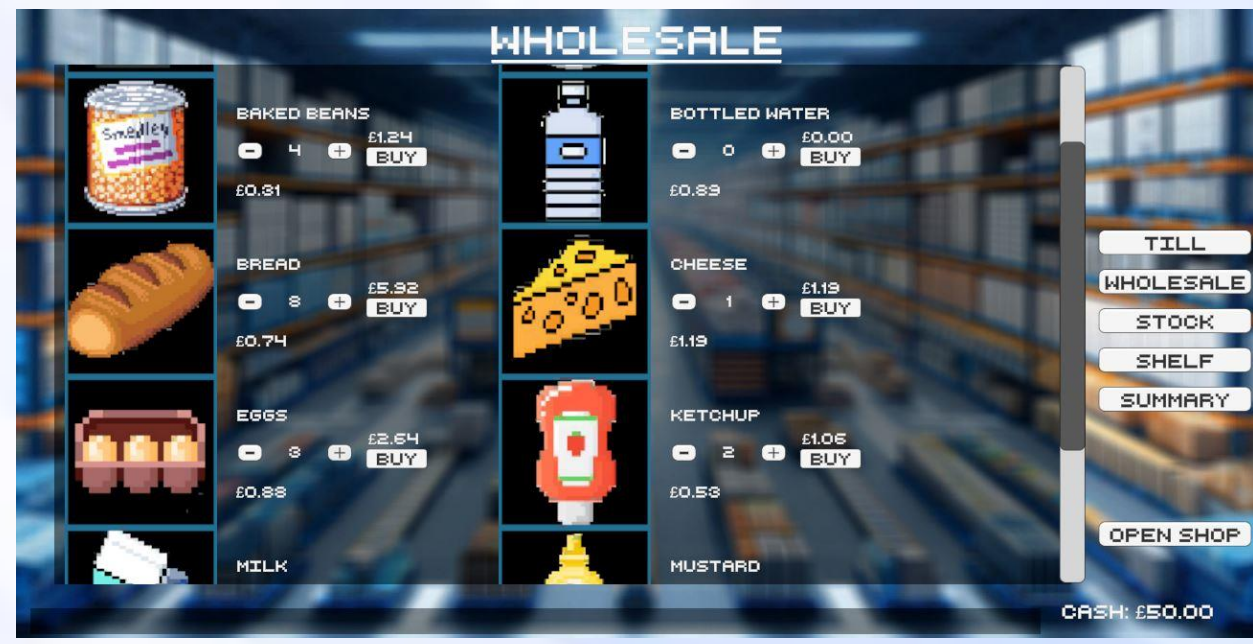 WHOLESALE
BAKED BEANS
£1.24
- 4 + BUY
£0.31
Smedley
BOTTLED WATER
£0.00
- 0 + BUY
£0.89
BREAD
£5.92
- 8 + BUY
£0.74
CHEESE
£1.19
- 1 + BUY
£1.19
EGGS
£2.64
- 3 + BUY
£0.88
KETCHUP
£1.06
- 2 + BUY
£0.53
MILK
MUSTARD
TILL
WHOLESALE
STOCK
SHELF
SUMMARY
OPEN SHOP
CASH: £50.00